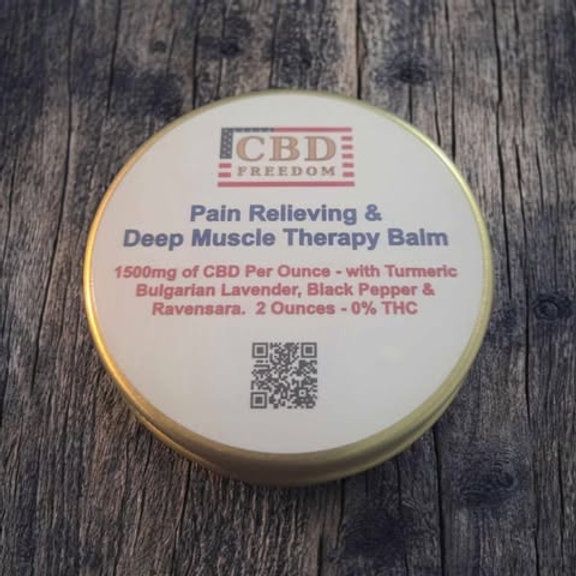 CBD
FREEDOM
Pain Relieving &
Deep Muscle Therapy Balm
1500mg of CBD Per Ounce - with Turmeric
Bulgarian Lavender, Black Pepper &
Ravensara. 2 Ounces - 0% THC